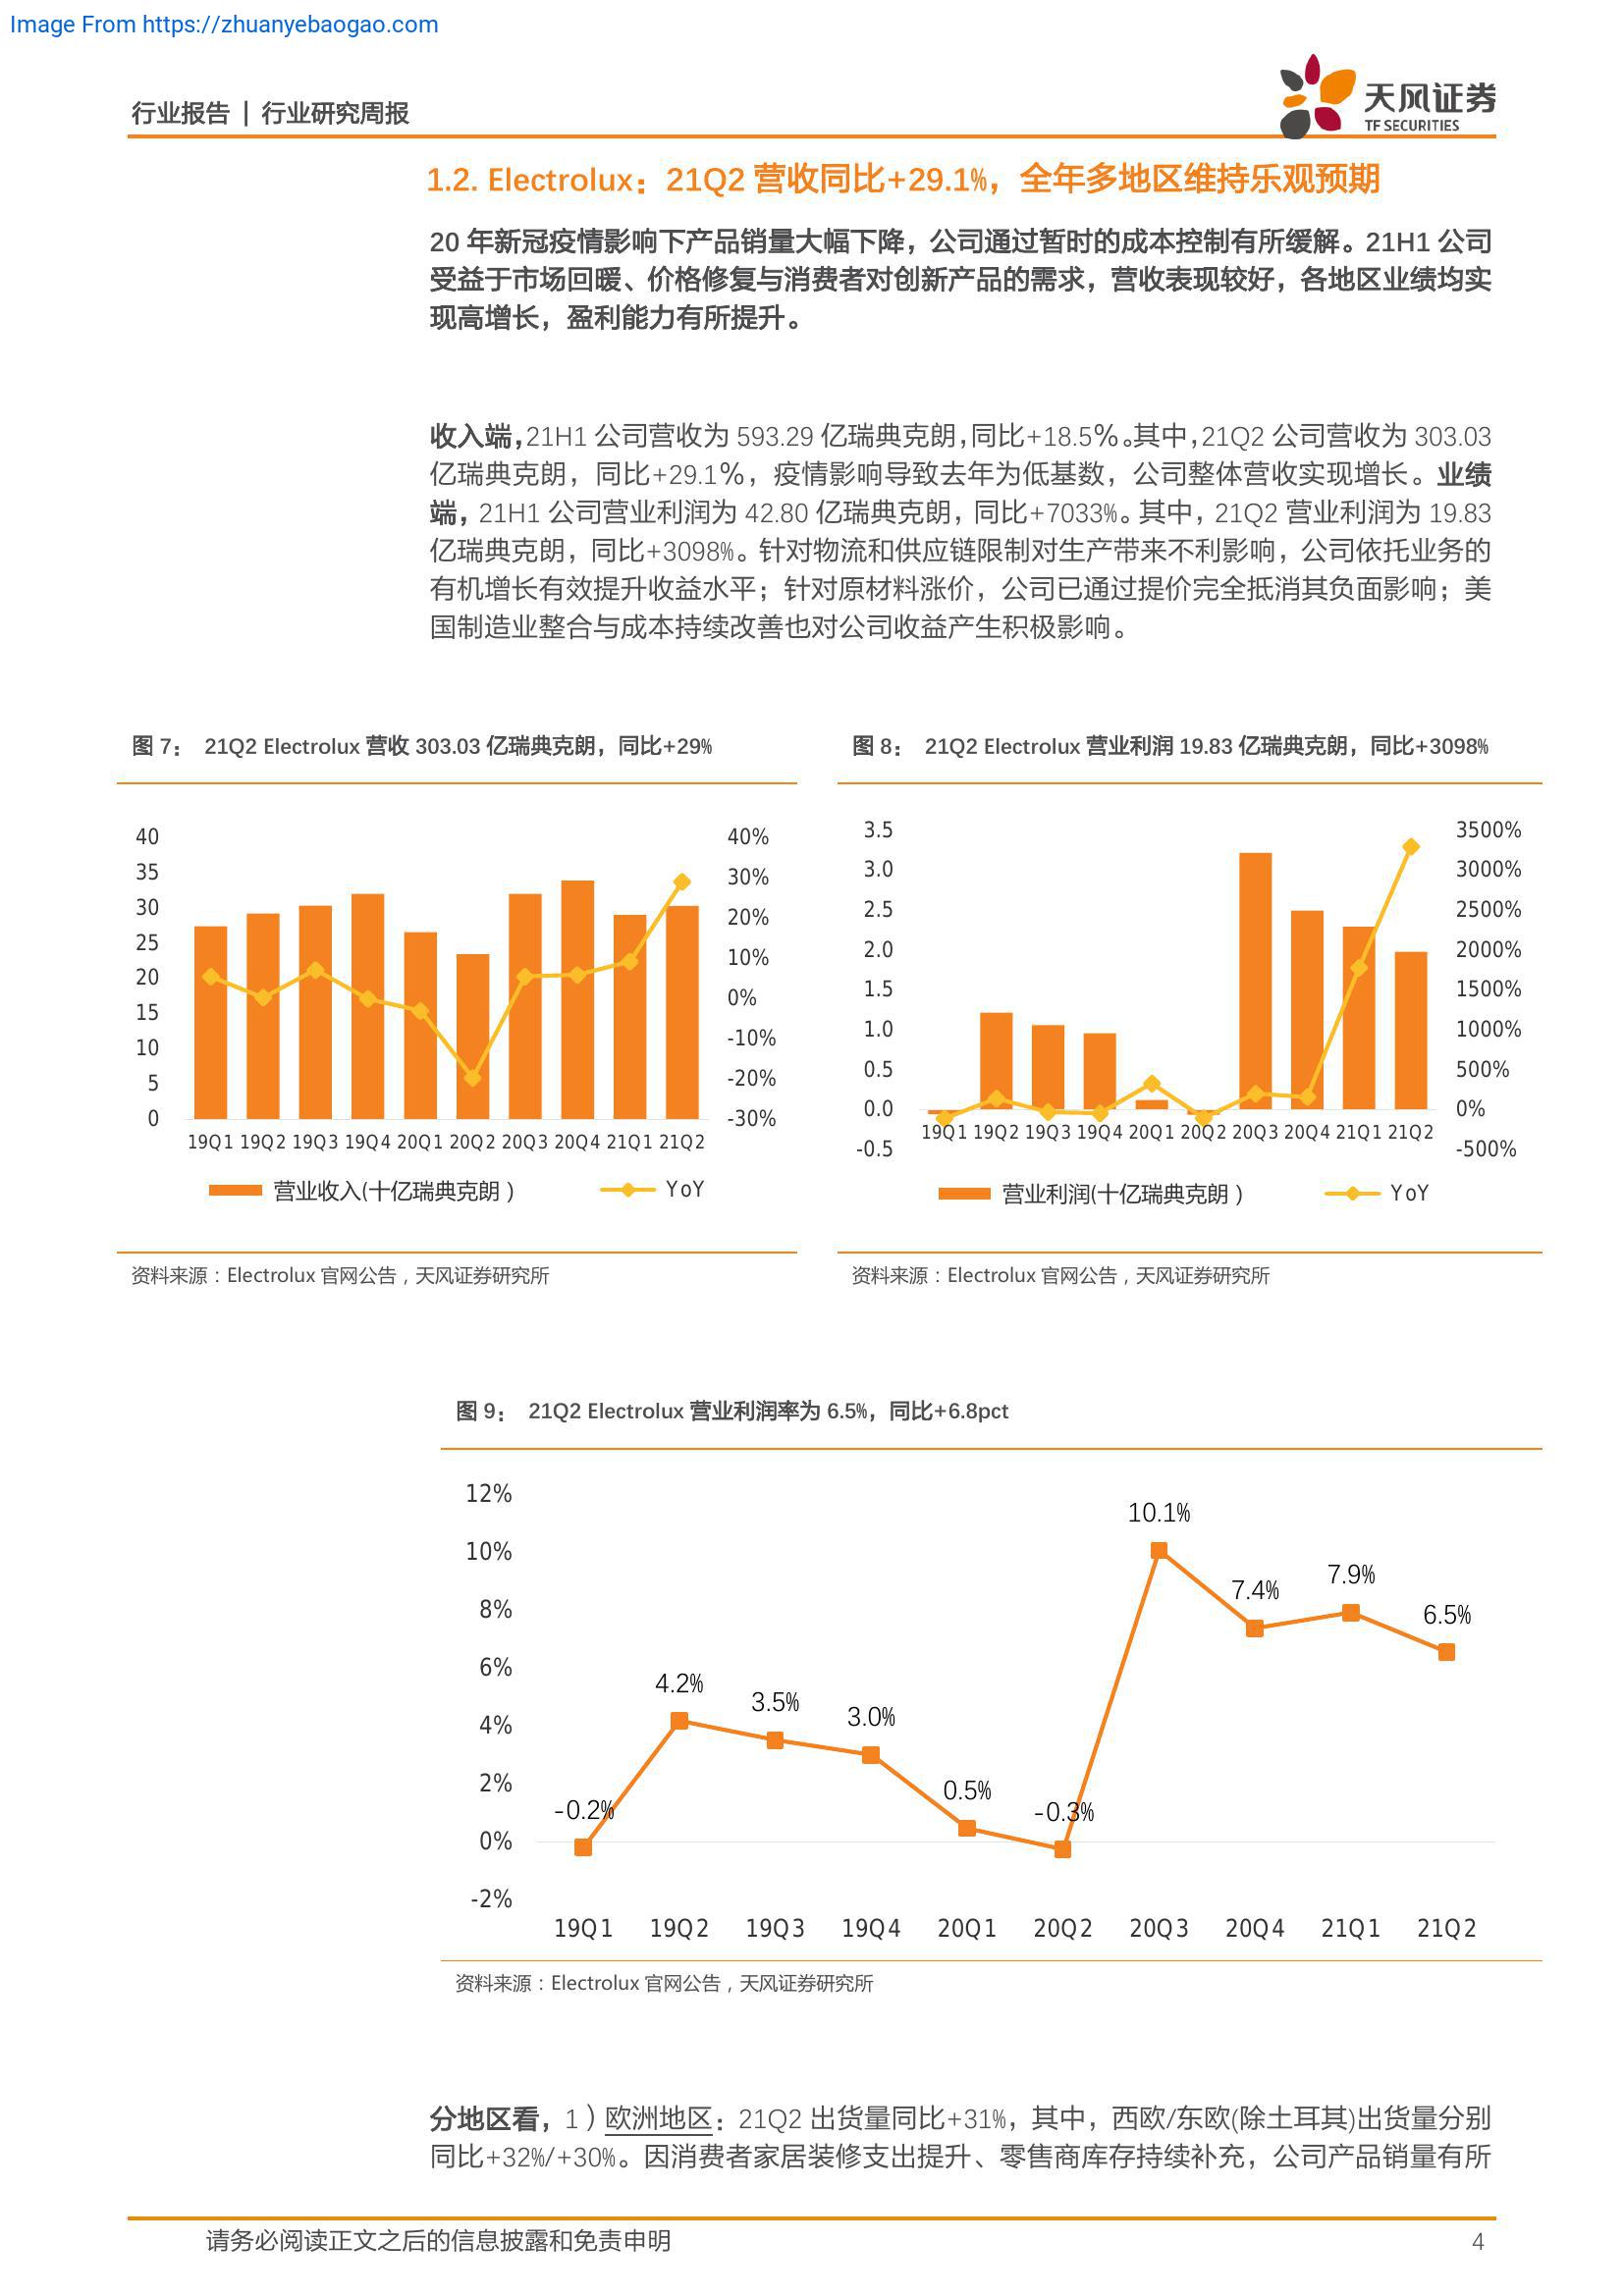 Image From https://zhuanyebaogao.com
行业报告 | 行业研究周报
天风证券
TF SECURITIES
1.2. Electrolux：21Q2 营收同比+29.1%，全年多地区维持乐观预期
20 年新冠疫情影响下产品销量大幅下降，公司通过暂时的成本控制有所缓解。21H1 公司
受益于市场回暖、价格修复与消费者对创新产品的需求，营收表现较好，各地区业绩均实
现高增长，盈利能力有所提升。
收入端，21H1 公司营收为 593.29 亿瑞典克朗，同比+18.5%。其中，21Q2 公司营收为 303.03
亿瑞典克朗，同比+29.1%，疫情影响导致去年为低基数，公司整体营收实现增长。业绩
端，21H1 公司营业利润为 42.80 亿瑞典克朗，同比+7033%。其中，21Q2 营业利润为 19.83
亿瑞典克朗，同比+3098%。针对物流和供应链限制对生产带来不利影响，公司依托业务的
有机增长有效提升收益水平；针对原材料涨价，公司已通过提价完全抵消其负面影响；美
国制造业整合与成本持续改善也对公司收益产生积极影响。
图 7： 21Q2 Electrolux 营收 303.03 亿瑞典克朗，同比+29%
40 40%
35 30%
30 20%
25 10%
20 0%
15 -10%
10 -20%
5 -30%
0
19Q1 19Q2 19Q3 19Q4 20Q1 20Q2 20Q3 20Q4 21Q1 21Q2
营业收入(十亿瑞典克朗） YoY
资料来源：Electrolux 官网公告，天风证券研究所
图 8： 21Q2 Electrolux 营业利润 19.83 亿瑞典克朗，同比+3098%
3.5 3500%
3.0 3000%
2.5 2500%
2.0 2000%
1.5 1500%
1.0 1000%
0.5 500%
0.0 0%
-0.5 -500%
19Q1 19Q2 19Q3 19Q4 20Q1 20Q2 20Q3 20Q4 21Q1 21Q2
营业利润(十亿瑞典克朗） YoY
资料来源：Electrolux 官网公告，天风证券研究所
图 9： 21Q2 Electrolux 营业利润率为 6.5%，同比+6.8pct
12%
10%
8%
6%
4%
2%
0%
-2%
-0.2% 4.2% 3.5% 3.0% 0.5% -0.3% 10.1% 7.4% 7.9% 6.5%
19Q1 19Q2 19Q3 19Q4 20Q1 20Q2 20Q3 20Q4 21Q1 21Q2
资料来源：Electrolux 官网公告，天风证券研究所
分地区看，1）欧洲地区：21Q2 出货量同比+31%，其中，西欧/东欧(除土耳其)出货量分别
同比+32%/+30%。因消费者家居装修支出提升、零售商库存持续补充，公司产品销量有所
请务必阅读正文之后的信息披露和免责申明 4